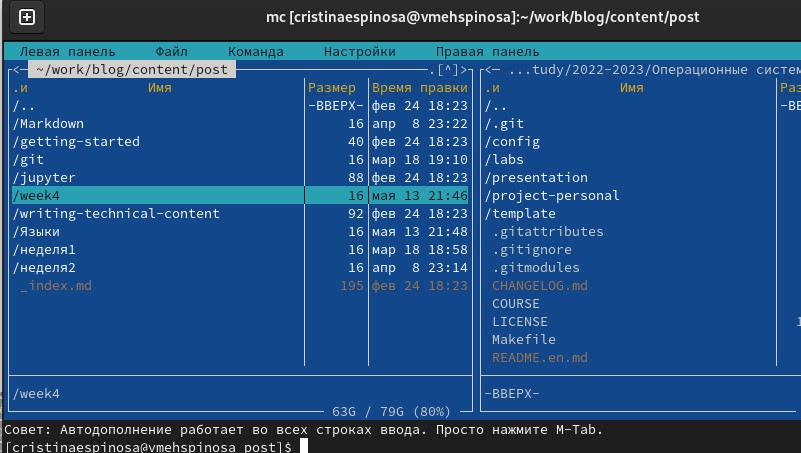 mc [cristinaespinosa@vmehspinosa]:~/work/blog/content/post
Левая панель Файл Команда Настройки Правая панель
<─ ~/work/blog/content/post .[^]>
.и Имя Размер Время правки
/.. -ВВЕРХ- фев 24 18:23
/Markdown 16 апр 8 23:22
/getting-started 40 фев 24 18:23
/git 16 мар 18 19:10
/jupyter 88 фев 24 18:23
/week4 16 мая 13 21:46
/writing-technical-content 92 фев 24 18:23
/Языки 16 мая 13 21:48
/неделя1 16 мар 18 18:58
/неделя2 16 апр 8 23:14
_index.md 195 фев 24 18:23
/week4
63G / 79G (80%)
<─ ...tudy/2022-2023/Операционные систем
.и Имя Раз
/.. -ВВ
/.git
/config
/labs
/presentation
/project-personal
/template
.gitattributes
.gitignore
.gitmodules
CHANGELOG.md
COURSE
LICENSE 1
Makefile
README.en.md
-ВВЕРХ-
Совет: Автодополнение работает во всех строках ввода. Просто нажмите M-Tab.
[cristinaespinosa@vmehspinosa post]$